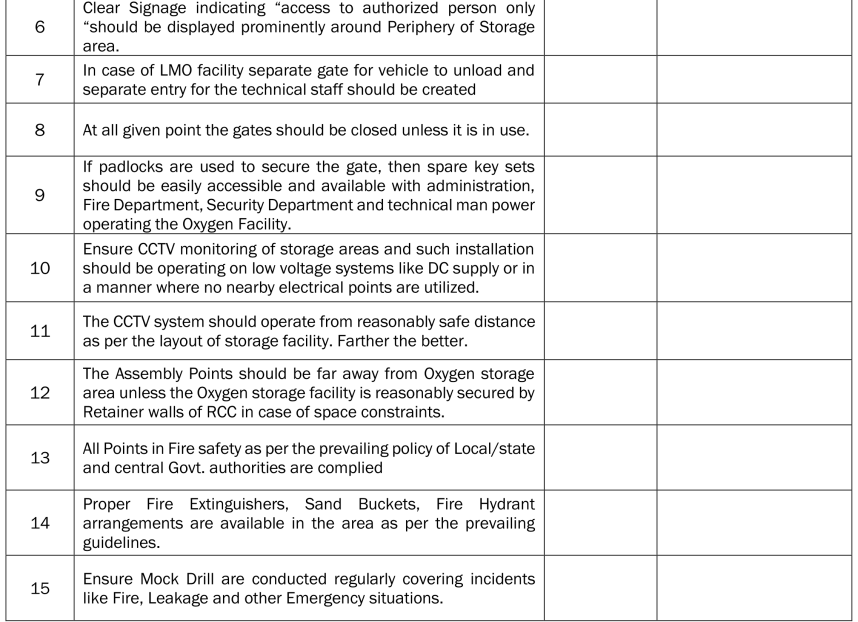 Clear Signage indicating “access to authorized person only
6
“should be displayed prominently around Periphery of Storage
area.
7
In case of LMO facility separate gate for vehicle to unload and
separate entry for the technical staff should be created
8
At all given point the gates should be closed unless it is in use.
9
If padlocks are used to secure the gate, then spare key sets
should be easily accessible and available with administration,
Fire Department, Security Department and technical man power
operating the Oxygen Facility.
10
Ensure CCTV monitoring of storage areas and such installation
should be operating on low voltage systems like DC supply or in
a manner where no nearby electrical points are utilized.
11
The CCTV system should operate from reasonably safe distance
as per the layout of storage facility. Farther the better.
12
The Assembly Points should be far away from Oxygen storage
area unless the Oxygen storage facility is reasonably secured by
Retainer walls of RCC in case of space constraints.
13
All Points in Fire safety as per the prevailing policy of Local/state
and central Govt. authorities are complied
14
Proper Fire Extinguishers, Sand Buckets, Fire Hydrant
arrangements are available in the area as per the prevailing
guidelines.
15
Ensure Mock Drill are conducted regularly covering incidents
like Fire, Leakage and other Emergency situations.